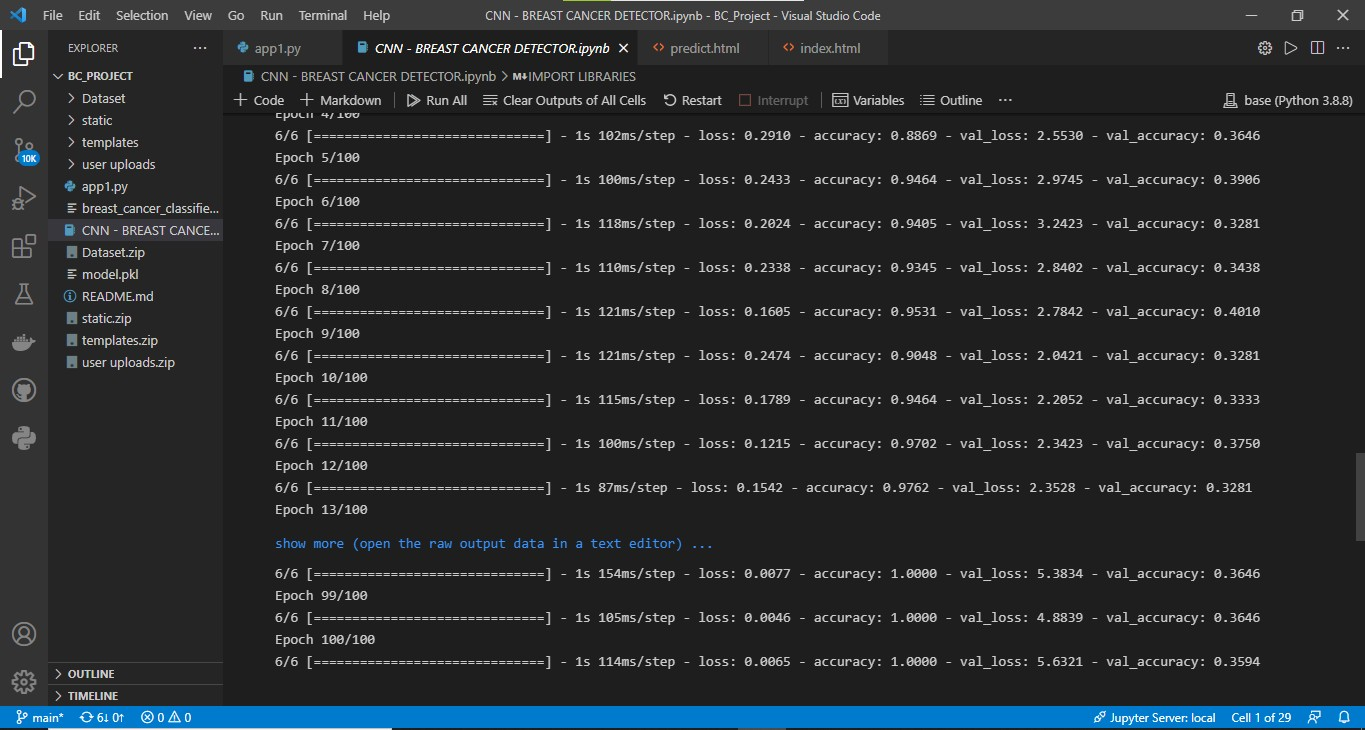 File Edit Selection View Go Run Terminal Help
CNN - BREAST CANCER DETECTOR.ipynb - BC_Project - Visual Studio Code
EXPLORER
BC_PROJECT
Dataset
static
templates
user uploads
app1.py
breast_cancer_classifie...
CNN - BREAST CANCE...
Dataset.zip
model.pkl
README.md
static.zip
templates.zip
user uploads.zip
OUTLINE
TIMELINE
10K
app1.py CNN - BREAST CANCER DETECTOR.ipynb predict.html index.html
CNN - BREAST CANCER DETECTOR.ipynb > M↓IMPORT LIBRARIES
+ Code + Markdown Run All Clear Outputs of All Cells Restart Interrupt Variables Outline ... base (Python 3.8.8)
Epoch 4/100
6/6 [==============================] - 1s 102ms/step - loss: 0.2910 - accuracy: 0.8869 - val_loss: 2.5530 - val_accuracy: 0.3646
Epoch 5/100
6/6 [==============================] - 1s 100ms/step - loss: 0.2433 - accuracy: 0.9464 - val_loss: 2.9745 - val_accuracy: 0.3906
Epoch 6/100
6/6 [==============================] - 1s 118ms/step - loss: 0.2024 - accuracy: 0.9405 - val_loss: 3.2423 - val_accuracy: 0.3281
Epoch 7/100
6/6 [==============================] - 1s 110ms/step - loss: 0.2338 - accuracy: 0.9345 - val_loss: 2.8402 - val_accuracy: 0.3438
Epoch 8/100
6/6 [==============================] - 1s 121ms/step - loss: 0.1605 - accuracy: 0.9531 - val_loss: 2.7842 - val_accuracy: 0.4010
Epoch 9/100
6/6 [==============================] - 1s 121ms/step - loss: 0.2474 - accuracy: 0.9048 - val_loss: 2.0421 - val_accuracy: 0.3281
Epoch 10/100
6/6 [==============================] - 1s 115ms/step - loss: 0.1789 - accuracy: 0.9464 - val_loss: 2.2052 - val_accuracy: 0.3333
Epoch 11/100
6/6 [==============================] - 1s 100ms/step - loss: 0.1215 - accuracy: 0.9702 - val_loss: 2.3423 - val_accuracy: 0.3750
Epoch 12/100
6/6 [==============================] - 1s 87ms/step - loss: 0.1542 - accuracy: 0.9762 - val_loss: 2.3528 - val_accuracy: 0.3281
Epoch 13/100
show more (open the raw output data in a text editor) ...
6/6 [==============================] - 1s 154ms/step - loss: 0.0077 - accuracy: 1.0000 - val_loss: 5.3834 - val_accuracy: 0.3646
Epoch 99/100
6/6 [==============================] - 1s 105ms/step - loss: 0.0046 - accuracy: 1.0000 - val_loss: 4.8839 - val_accuracy: 0.3646
Epoch 100/100
6/6 [==============================] - 1s 114ms/step - loss: 0.0065 - accuracy: 1.0000 - val_loss: 5.6321 - val_accuracy: 0.3594
main* 6↓ 0↑ 0 0 Jupyter Server: local Cell 1 of 29